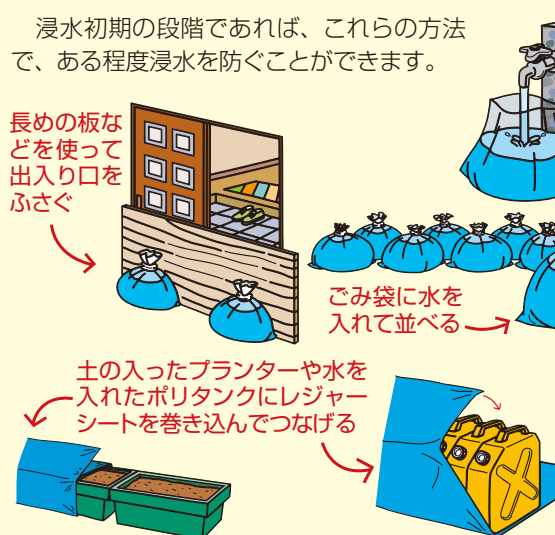 浸水初期の段階であれば、これらの方法
で、ある程度浸水を防ぐことができます。
長めの板な
どを使って
出入り口を
ふさぐ
ごみ袋に水を
入れて並べる
土の入ったプランターや水を
入れたポリタンクにレジャー
シートを巻き込んでつなげる